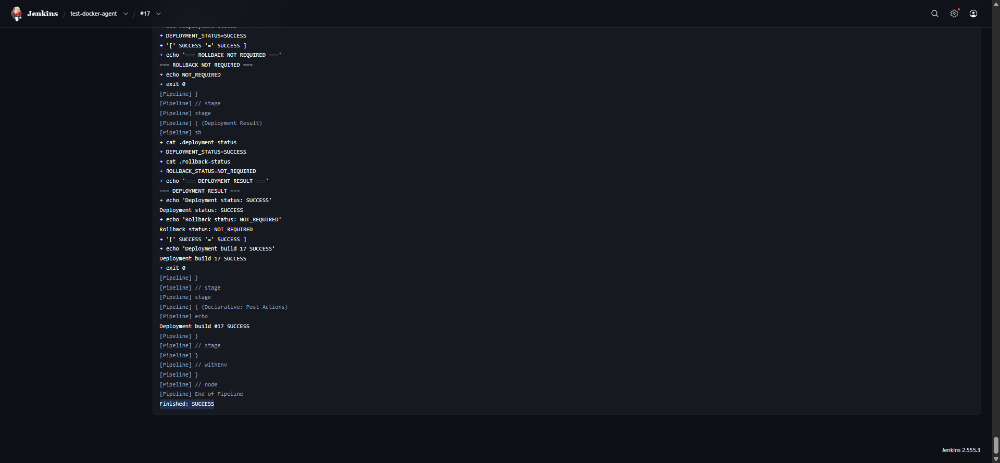 Jenkins / test-docker-agent / #17
+ DEPLOYMENT_STATUS=SUCCESS
+ '[' SUCCESS '=' SUCCESS ]
+ echo '=== ROLLBACK NOT REQUIRED ==='
=== ROLLBACK NOT REQUIRED ===
+ echo NOT_REQUIRED
+ exit 0
[Pipeline] }
[Pipeline] // stage
[Pipeline] stage
[Pipeline] { (Deployment Result)
[Pipeline] sh
+ cat .deployment-status
+ DEPLOYMENT_STATUS=SUCCESS
+ cat .rollback-status
+ ROLLBACK_STATUS=NOT_REQUIRED
+ echo '=== DEPLOYMENT RESULT ==='
=== DEPLOYMENT RESULT ===
+ echo 'Deployment status: SUCCESS'
Deployment status: SUCCESS
+ echo 'Rollback status: NOT_REQUIRED'
Rollback status: NOT_REQUIRED
+ '[' SUCCESS '=' SUCCESS ]
+ echo 'Deployment build 17 SUCCESS'
Deployment build 17 SUCCESS
+ exit 0
[Pipeline] }
[Pipeline] // stage
[Pipeline] stage
[Pipeline] { (Declarative: Post Actions)
[Pipeline] echo
Deployment build #17 SUCCESS
[Pipeline] }
[Pipeline] // stage
[Pipeline] }
[Pipeline] // withEnv
[Pipeline] }
[Pipeline] // node
[Pipeline] End of Pipeline
Finished: SUCCESS
Jenkins 2.555.3